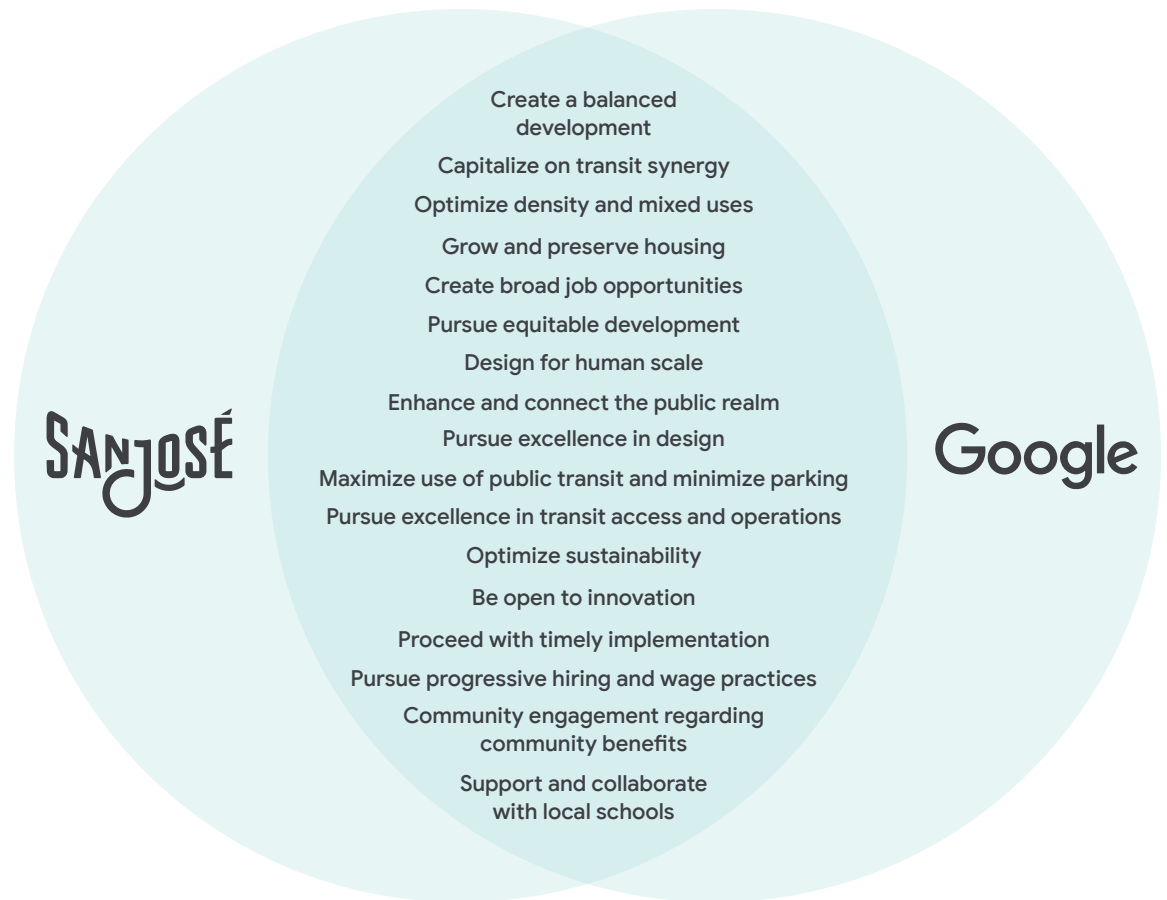 Create a balanced
development
Capitalize on transit synergy
Optimize density and mixed uses
Grow and preserve housing
Create broad job opportunities
Pursue equitable development
Design for human scale
Enhance and connect the public realm
SANJOSÉ
Pursue excellence in design
Google
Maximize use of public transit and minimize parking
Pursue excellence in transit access and operations
Optimize sustainability
Be open to innovation
Proceed with timely implementation
Pursue progressive hiring and wage practices
Community engagement regarding
community benefits
Support and collaborate
with local schools